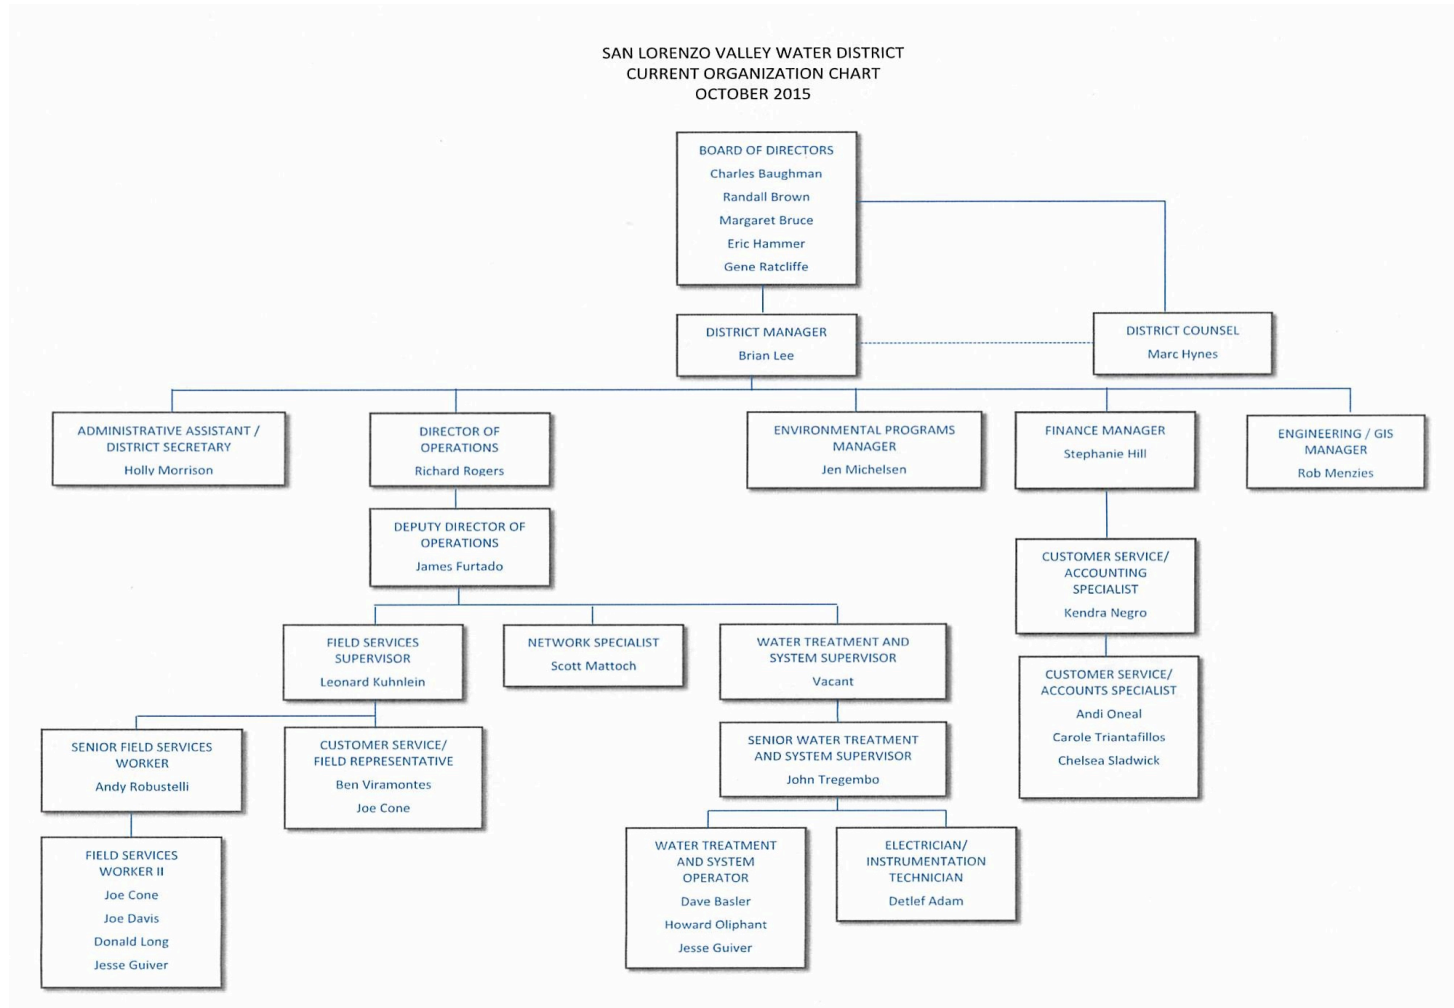 SAN LORENZO VALLEY WATER DISTRICT
CURRENT ORGANIZATION CHART
OCTOBER 2015
BOARD OF DIRECTORS
Charles Baughman
Randall Brown
Margaret Bruce
Eric Hammer
Gene Ratcliffe
DISTRICT MANAGER
Brian Lee
DISTRICT COUNSEL
Marc Hynes
ADMINISTRATIVE ASSISTANT /
DISTRICT SECRETARY
Holly Morrison
DIRECTOR OF
OPERATIONS
Richard Rogers
ENVIRONMENTAL PROGRAMS
MANAGER
Jen Michelsen
FINANCE MANAGER
Stephanie Hill
ENGINEERING / GIS
MANAGER
Rob Menzies
DEPUTY DIRECTOR OF
OPERATIONS
James Furtado
CUSTOMER SERVICE/
ACCOUNTING
SPECIALIST
Kendra Negro
FIELD SERVICES
SUPERVISOR
Leonard Kuhnlein
NETWORK SPECIALIST
Scott Mattoch
WATER TREATMENT AND
SYSTEM SUPERVISOR
Vacant
CUSTOMER SERVICE/
ACCOUNTS SPECIALIST
Andi Oneal
Carole Triantafillos
Chelsea Sladwick
SENIOR FIELD SERVICES
WORKER
Andy Robustelli
CUSTOMER SERVICE/
FIELD REPRESENTATIVE
Ben Viramontes
Joe Cone
SENIOR WATER TREATMENT
AND SYSTEM SUPERVISOR
John Tregembo
FIELD SERVICES
WORKER II
Joe Cone
Joe Davis
Donald Long
Jesse Guiver
WATER TREATMENT
AND SYSTEM
OPERATOR
Dave Basler
Howard Oliphant
Jesse Guiver
ELECTRICIAN/
INSTRUMENTATION
TECHNICIAN
Detlef Adam